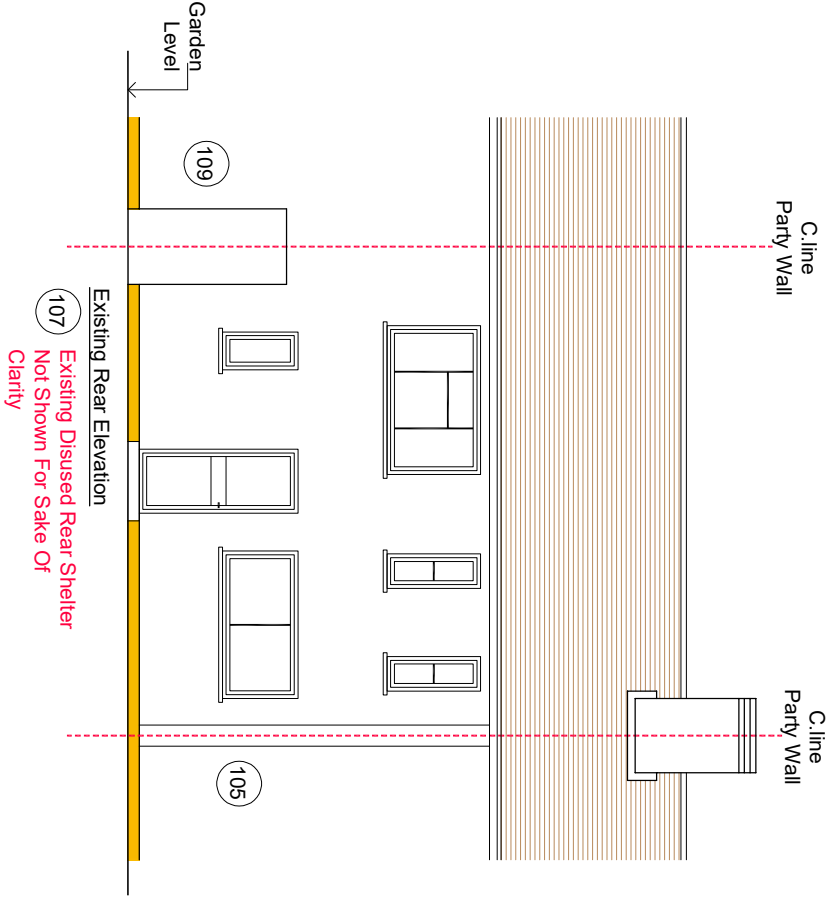 C.line
Party Wall
C.line
Party Wall
Garden
Level
109
105
Existing Rear Elevation
107
Existing Disused Rear Shelter
Not Shown For Sake Of
Clarity